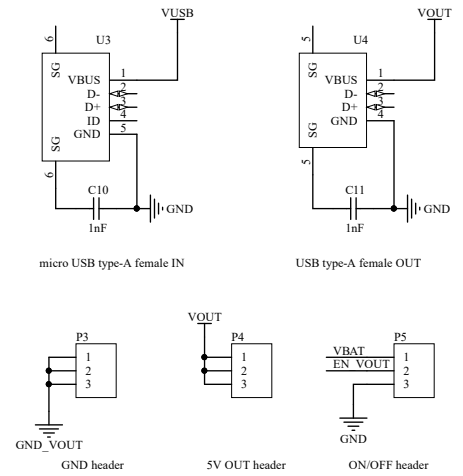 VUSB
6
U3
SG
VBUS
1
D-
2
D+
3
ID
4
GND
5
SG
6
C10
1nF
GND
micro USB type-A female IN
VOUT
5
U4
SG
VBUS
1
D-
2
D+
3
GND
4
SG
5
C11
1nF
GND
USB type-A female OUT
P3
1
2
3
GND_VOUT
GND header
VOUT
P4
1
2
3
5V OUT header
P5
VBAT
1
EN_VOUT
2
3
GND
ON/OFF header